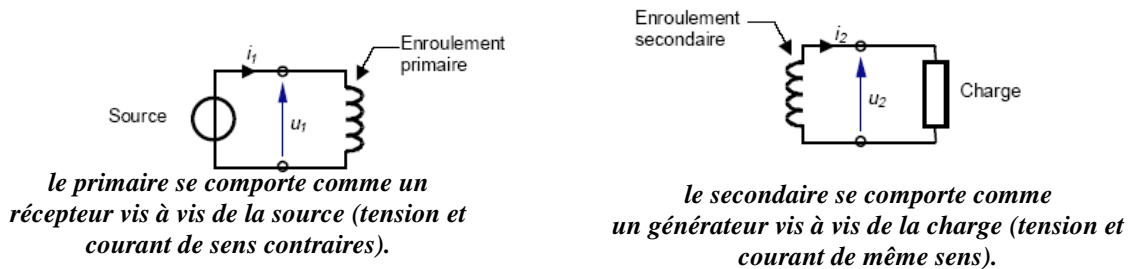 Enroulement
primaire
i1
Source
u1
le primaire se comporte comme un
récepteur vis à vis de la source (tension et
courant de sens contraires).
Enroulement
secondaire
i2
u2
Charge
le secondaire se comporte comme
un générateur vis à vis de la charge (tension et
courant de même sens).